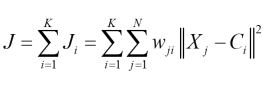 J = \sum_{i=1}^{K} J_i = \sum_{i=1}^{K} \sum_{j=1}^{N} w_{ji} \left\| X_j - C_i \right\|^2